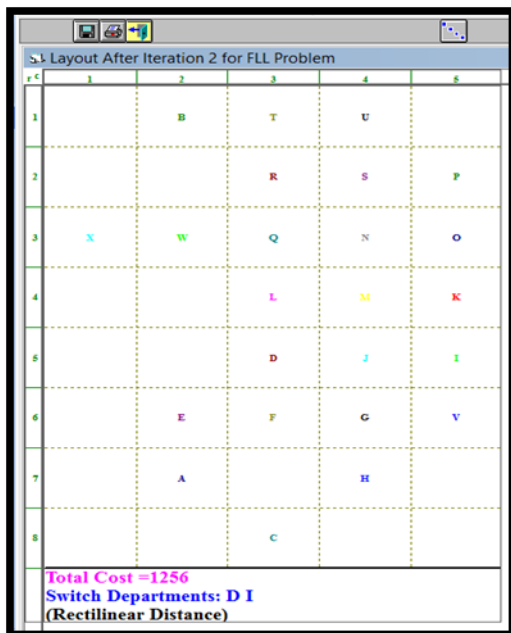 Layout After Iteration 2 for FLL Problem
r c 1 2 3 4 5
1 B T U
2 R S P
3 X W Q N O
4 L M K
5 D J I
6 E F G V
7 A H
8 C
Total Cost =1256
Switch Departments: D I
(Rectilinear Distance)